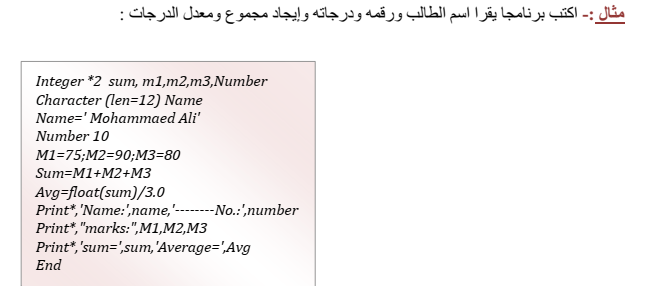 مثال :- اكتب برنامجا يقرا اسم الطالب ورقمه ودرجاته وإيجاد مجموع ومعدل الدرجات :
Integer *2 sum, m1,m2,m3,Number
Character (len=12) Name
Name=' Mohammaed Ali'
Number 10
M1=75;M2=90;M3=80
Sum=M1+M2+M3
Avg=float(sum)/3.0
Print*,'Name:',name,'--------No.:',number
Print*,"marks:",M1,M2,M3
Print*,'sum=',sum,'Average=',Avg
End